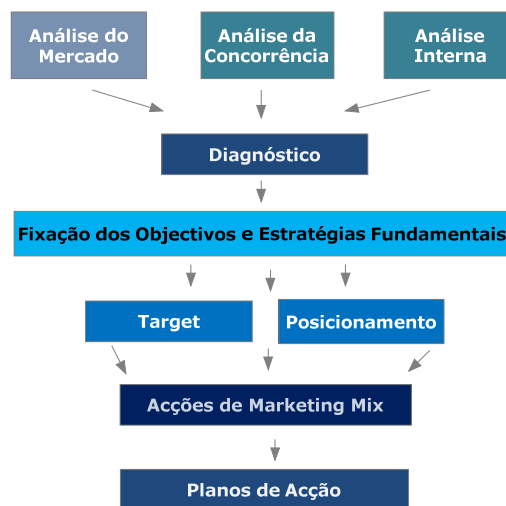 Análise do
Mercado
Análise da
Concorrência
Análise
Interna
Diagnóstico
Fixação dos Objectivos e Estratégias Fundamentais
Target
Posicionamento
Acções de Marketing Mix
Planos de Acção